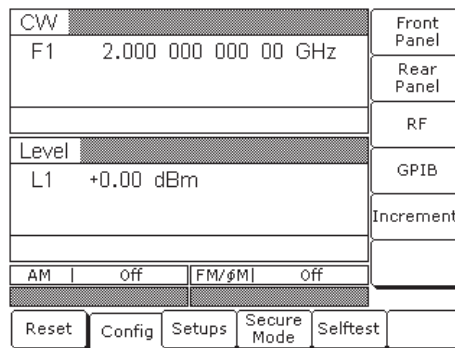 CW
F1 2.000 000 000 00 GHz
Level
L1 +0.00 dBm
AM | Off FM/ϕM| Off
Front
Panel
Rear
Panel
RF
GPIB
Increment
Reset Config Setups Secure
Mode Selftest